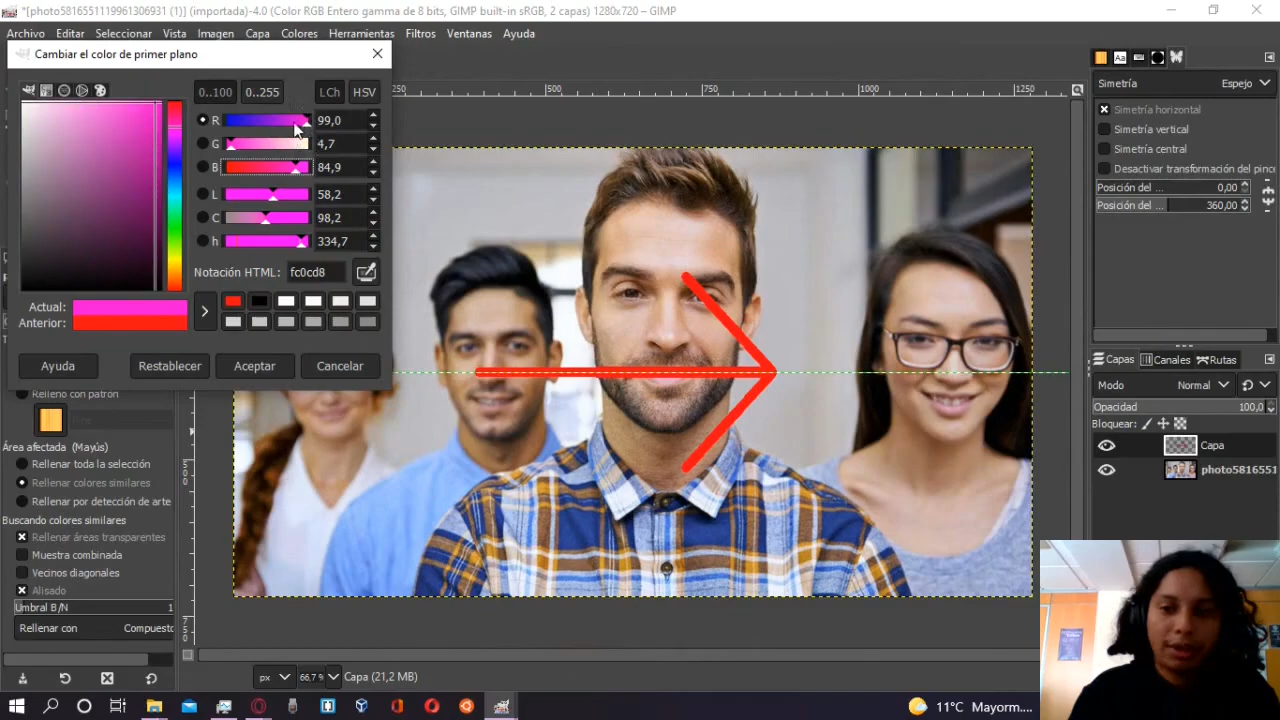 *[photo5816551119961306931 (1)] (importada)-4.0 (Color RGB Entero gamma de 8 bits, GIMP built-in sRGB, 2 capas) 1280x720 – GIMP
Archivo Editar Seleccionar Vista Imagen Capa Colores Herramientas Filtros Ventanas Ayuda
Cambiar el color de primer plano
0..100 0..255 LCh HSV
R 99,0
G 4,7
B 84,9
L 58,2
C 98,2
h 334,7
Notación HTML: fc0cd8
Actual:
Anterior:
Ayuda Restablecer Aceptar Cancelar
250 500 750 1000 1250
Simetría Espejo
Simetría horizontal
Simetría vertical
Simetría central
Desactivar transformación del pinc
Posición del ... 0,00
Posición del ... 360,00
Capas Canales Rutas
Modo Normal
Opacidad 100,0
Bloquear:
Capa
photo5816551
Relleno con patrón
Área afectada (Mayús)
Rellenar toda la selección
Rellenar colores similares
Rellenar por detección de arte
Buscando colores similares
Rellenar áreas transparentes
Muestra combinada
Vecinos diagonales
Alisado
Umbral B/N 1
Rellenar con Compuesto
500
750
px 66,7 % Capa (21,2 MB)
11°C Mayorm....